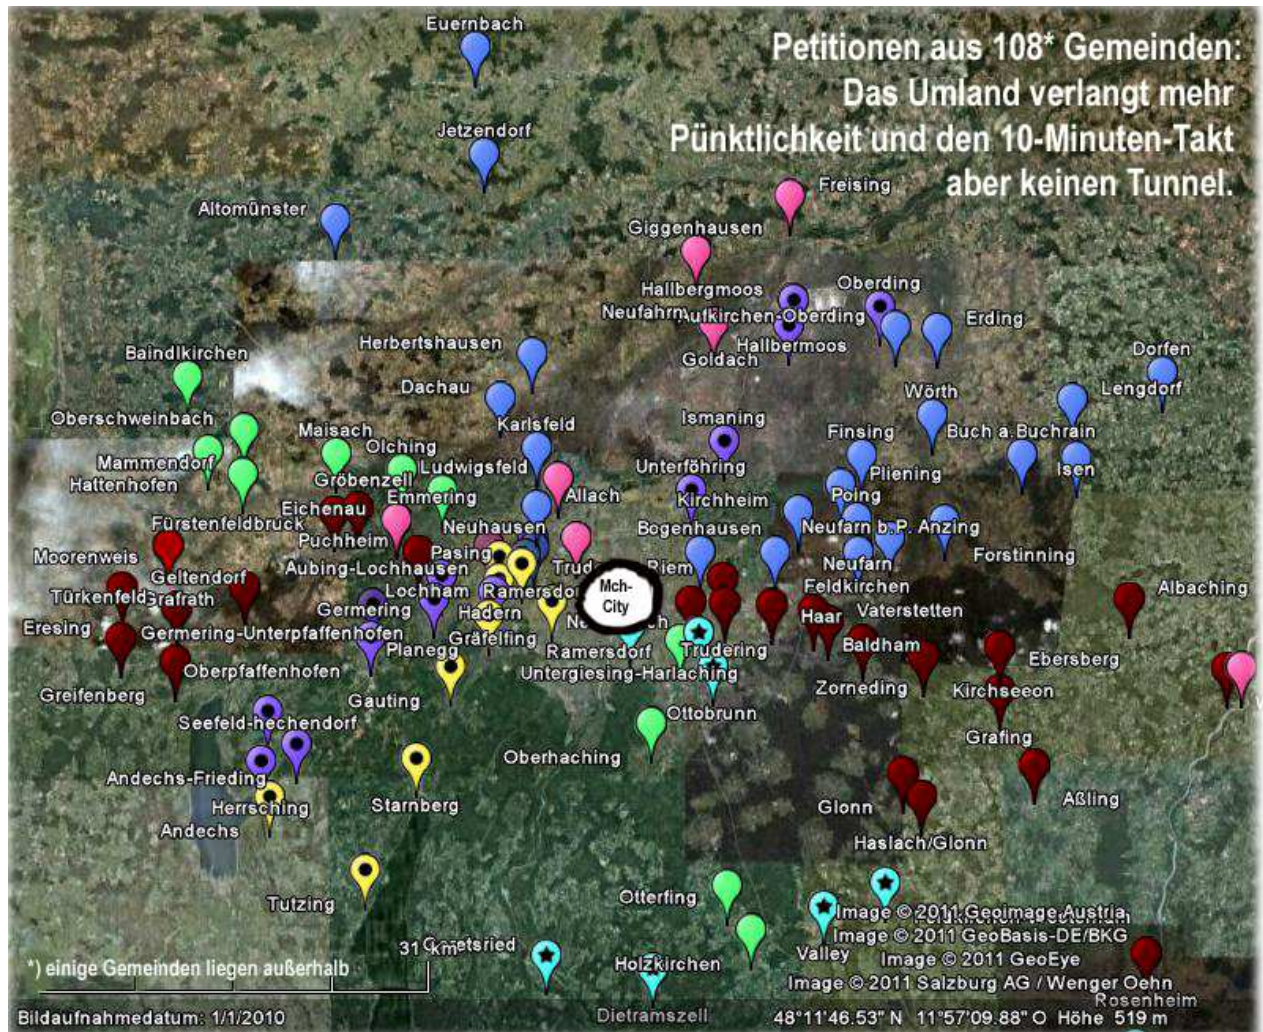 Euernbach
Petitionen aus 108* Gemeinden:
Das Umland verlangt mehr
Pünktlichkeit und den 10-Minuten-Takt
aber keinen Tunnel.
Jetzendorf
Freising
Altomünster
Giggenhausen
Hallbergmoos
Oberding
Neufahrn
Aufkirchen-Oberding
Erding
Herbertshausen
Hallbermoos
Goldach
Baindlkirchen
Dorfen
Dachau
Wörth
Lengdorf
Oberschweinbach
Maisach
Karlsfeld
Ismaning
Finsing
Buch a.Buchrain
Olching
Mammendorf
Ludwigsfeld
Unterföhring
Pliening
Isen
Hattenhofen
Gröbenzell
Emmering
Allach
Kirchheim
Poing
Eichenau
Fürstenfeldbruck
Neuhausen
Bogenhausen
Neufarn b.P.
Anzing
Puchheim
Moorenweis
Pasing
Forstinning
Aubing-Lochhausen
Trud
Riem
Neufarn
Geltendorf
Mch-
City
Feldkirchen
Albaching
Türkenfeld
Grafrath
Lochham
Ramersdor
Germering
Hadern
Haar
Vaterstetten
Eresing
Germering-Unterpfaffenhofen
Gräfelfing
Planegg
Ramersdorf
Trudering
Baldham
Ebersberg
Oberpfaffenhofen
Untergiesing-Harlaching
Greifenberg
Zorneding
Kirchseeon
Gauting
Seefeld-hechendorf
Ottobrunn
Grafing
Oberhaching
Andechs-Frieding
Herrsching
Starnberg
Glonn
Aßling
Andechs
Haslach/Glonn
Tutzing
Otterfing
Image © 2011 Geoimage Austria
Image © 2011 GeoBasis-DE/BKG
31 km
Valley
Image © 2011 GeoEye
*) einige Gemeinden liegen außerhalb
Holzkirchen
Image © 2011 Salzburg AG / Wenger Oehn
Rosenheim
Bildaufnahmedatum: 1/1/2010
Dietramszell
48°11'46.53" N 11°57'09.88" O Höhe 519 m